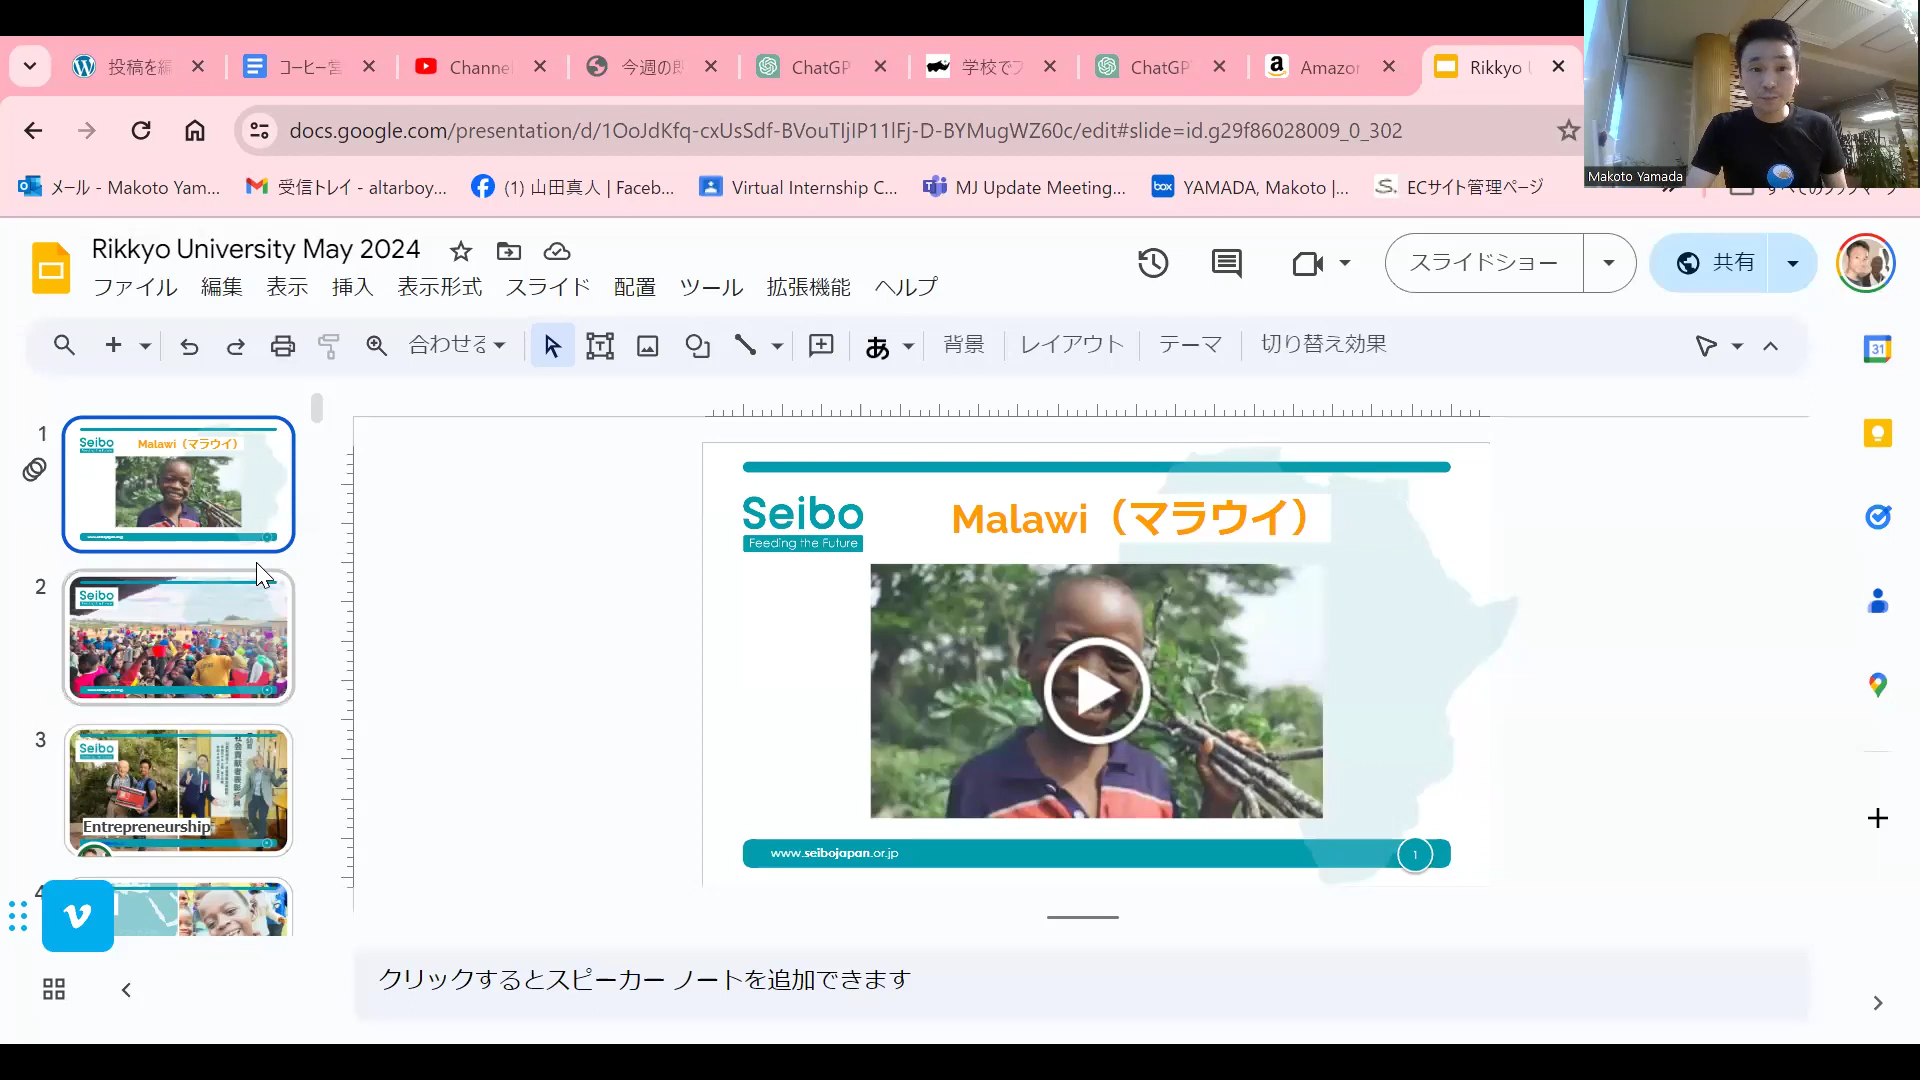 投稿を編
コーヒー営
Channe
今週の即
ChatGP
学校でフ
ChatGP
Amazon
Rikkyo U
docs.google.com/presentation/d/1OoJdKfq-cxUsSdf-BVouTIjIP11lFj-D-BYMugWZ60c/edit#slide=id.g29f86028009_0_302
メール - Makoto Yam...
受信トレイ - altarboy...
(1) 山田真人 | Faceb...
Virtual Internship C...
MJ Update Meeting...
box
YAMADA, Makoto |...
ECサイト管理ページ
Makoto Yamada
Rikkyo University May 2024
ファイル 編集 表示 挿入 表示形式 スライド 配置 ツール 拡張機能 ヘルプ
スライドショー
共有
合わせる
あ
背景
レイアウト
テーマ
切り替え効果
31
1
Seibo
Malawi（マラウイ）
2
Seibo
3
Seibo
Entrepreneurship
4
Seibo
Feeding the Future
Malawi（マラウイ）
www.seibojapan.or.jp
1
クリックするとスピーカー ノートを追加できます